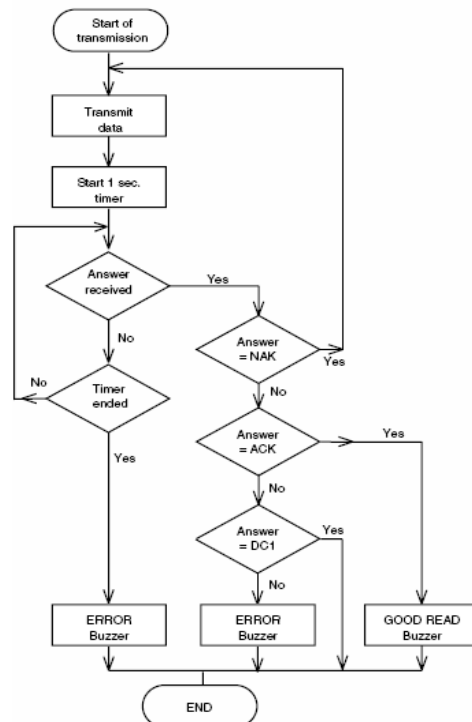 Start of
transmission
Transmit
data
Start 1 sec.
timer
Answer
received
Yes
No
Answer
= NAK
Yes
No
Timer
ended
No
Yes
Answer
= ACK
Yes
No
Answer
= DC1
Yes
No
ERROR
Buzzer
ERROR
Buzzer
GOOD READ
Buzzer
END